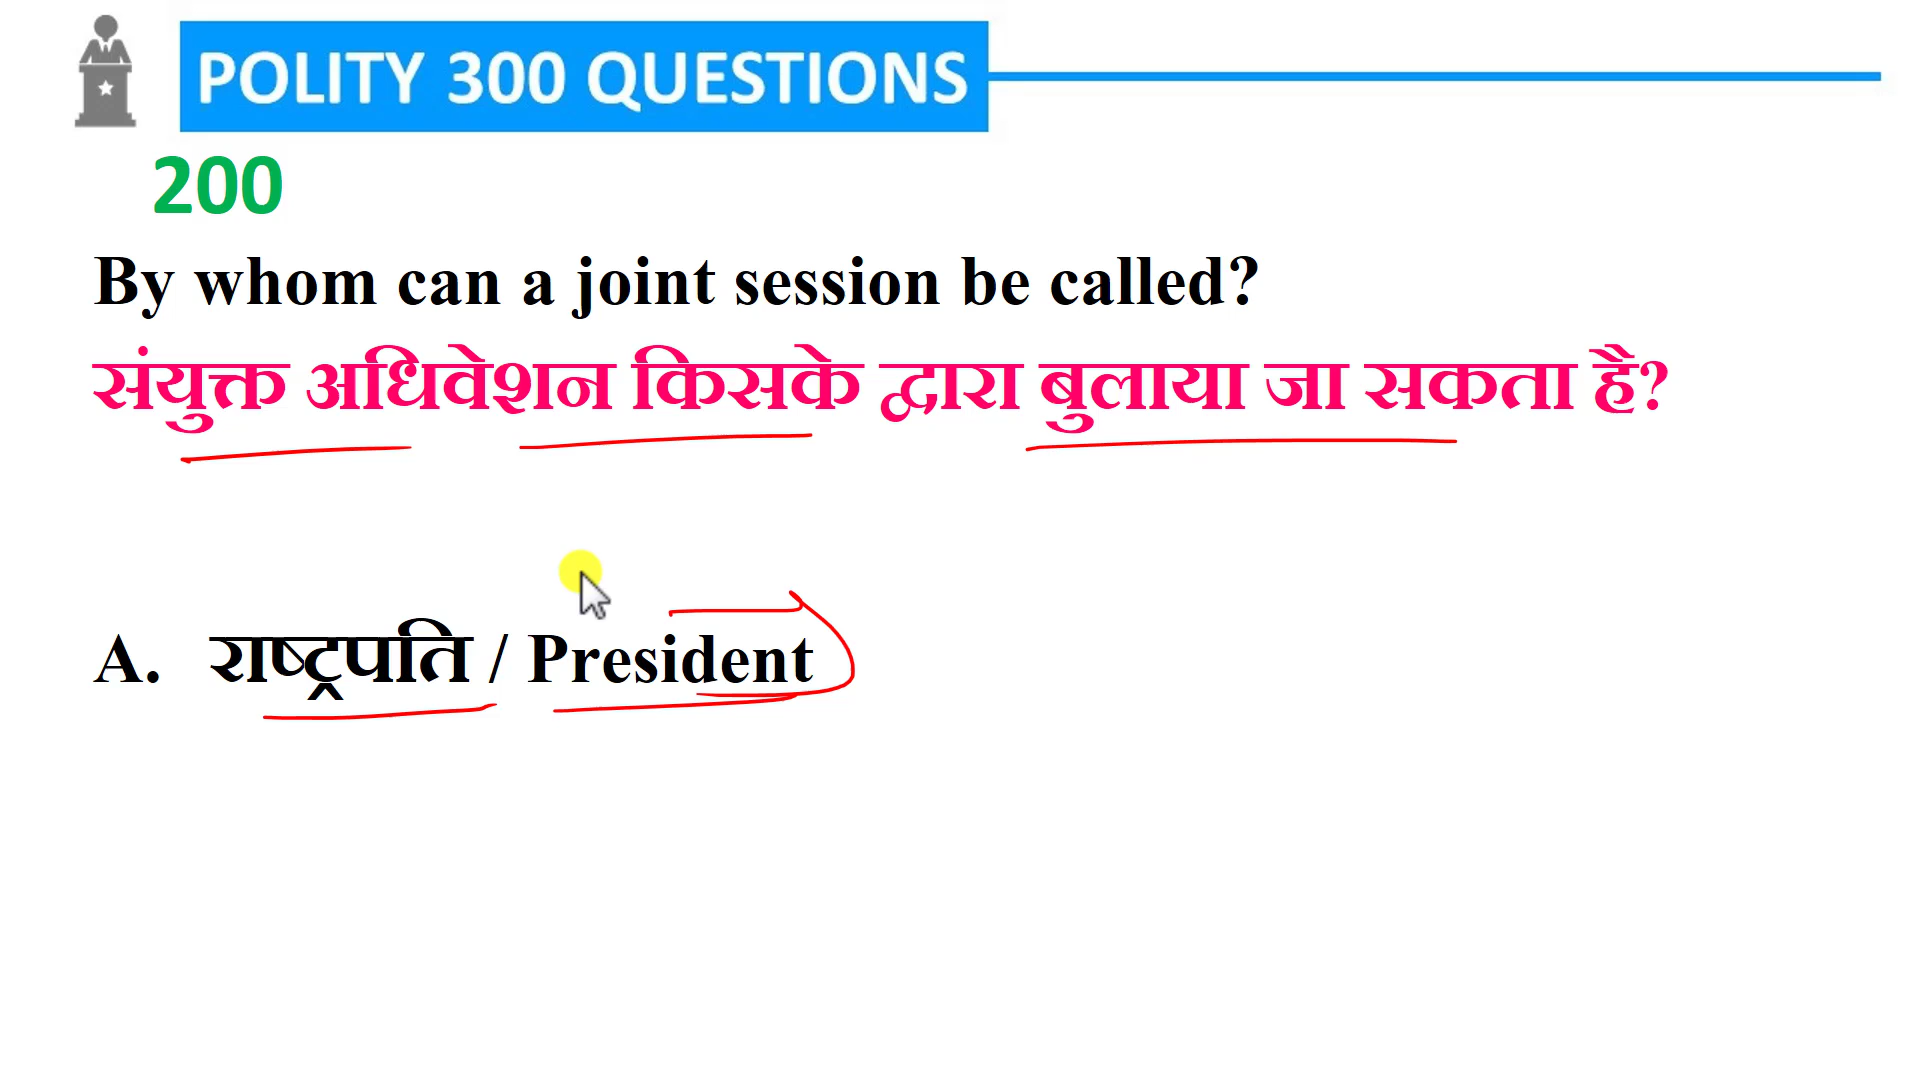 POLITY 300 QUESTIONS
200
By whom can a joint session be called?
संयुक्त अधिवेशन किसके द्वारा बुलाया जा सकता है?
A. राष्ट्रपति / President